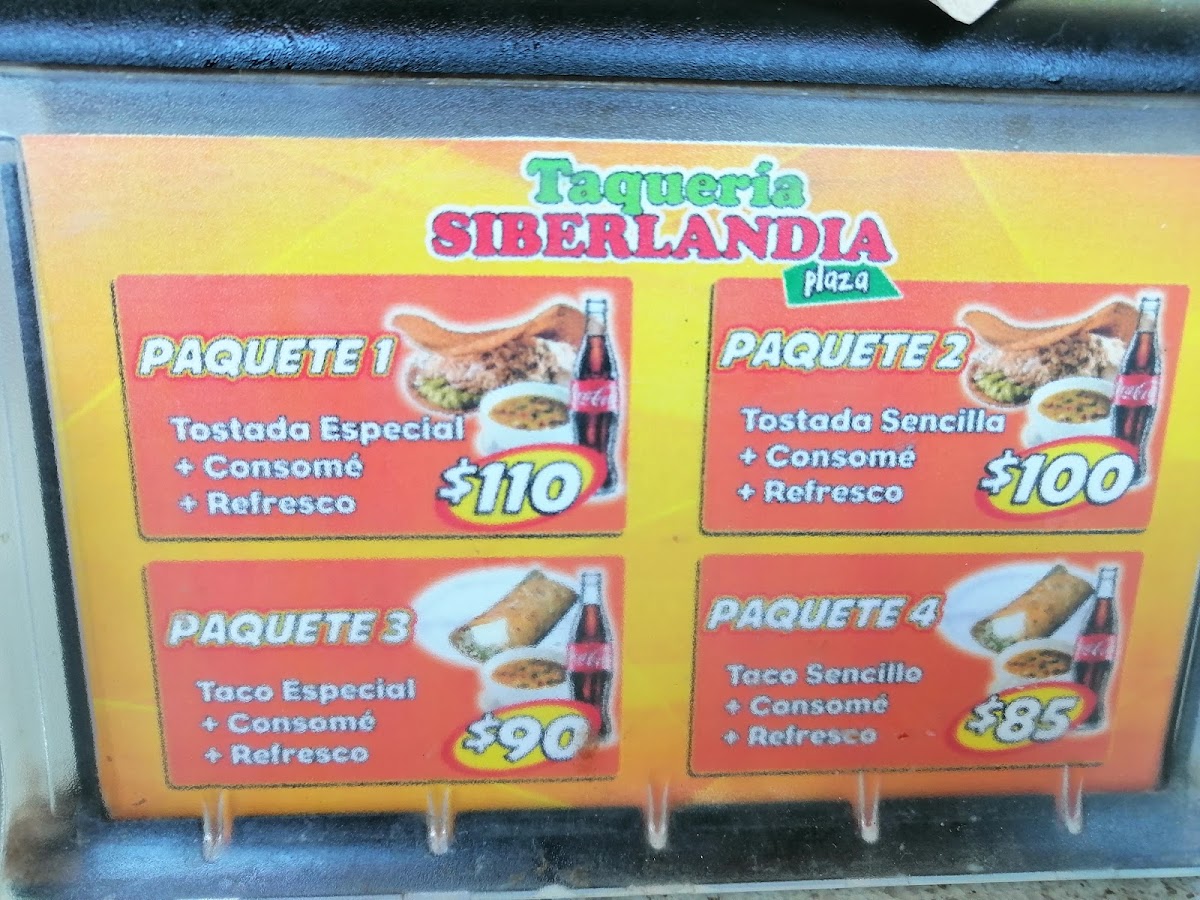 Taquería
SIBERLANDIA
plaza
PAQUETE 1
Tostada Especial
+ Consomé
+ Refresco
$110
PAQUETE 2
Tostada Sencilla
+ Consomé
+ Refresco
$100
PAQUETE 3
Taco Especial
+ Consomé
+ Refresco
$90
PAQUETE 4
Taco Sencillo
+ Consomé
+ Refresco
$85